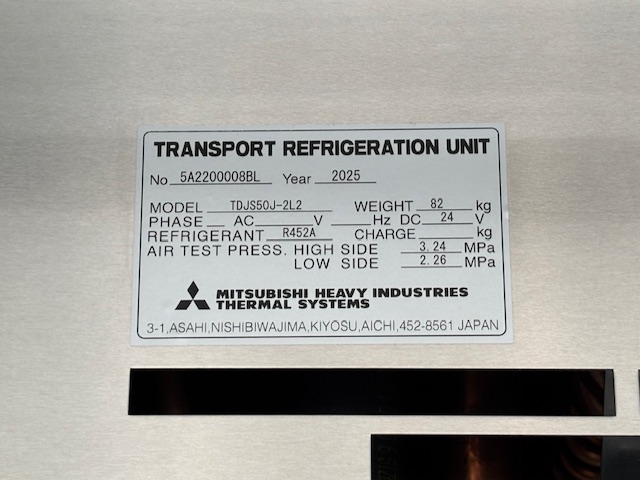 TRANSPORT REFRIGERATION UNIT
No 5A2200008BL Year 2025
MODEL TDJS50J-2L2 WEIGHT 82 kg
PHASE AC V Hz DC 24 V
REFRIGERANT R452A CHARGE kg
AIR TEST PRESS. HIGH SIDE 3.24 MPa
LOW SIDE 2.26 MPa
MITSUBISHI HEAVY INDUSTRIES
THERMAL SYSTEMS
3-1,ASAHI,NISHIBIWAJIMA,KIYOSU,AICHI,452-8561 JAPAN